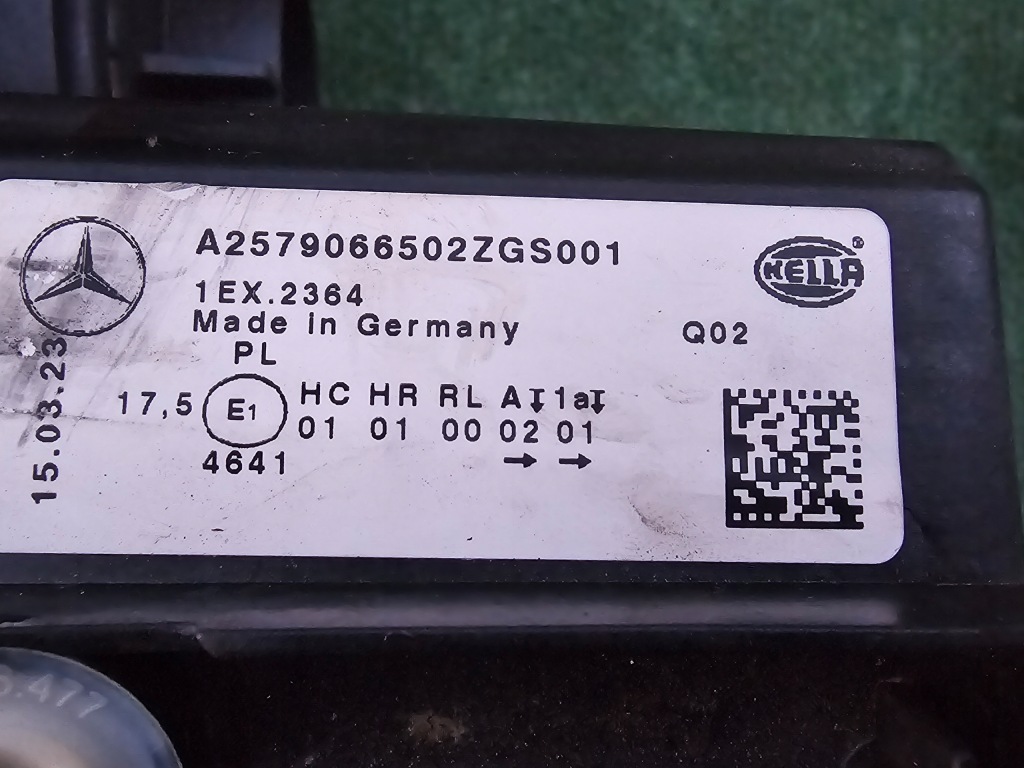 A2579066502ZGS001
HELLA
®
1EX.2364
Made in Germany
Q02
PL
15.03.23
17,5 E1 HC HR RL A↧ 1a↧
01 01 00 02 01
4641 → →
.477